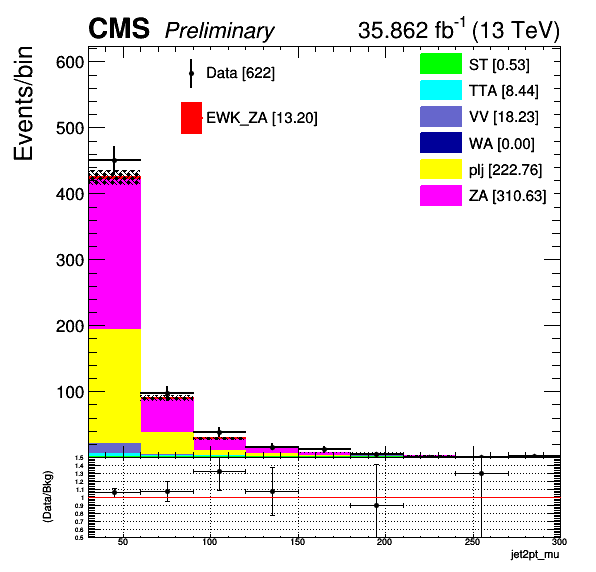 CMS Preliminary 35.862 fb⁻¹ (13 TeV)
Events/bin
600
500
400
300
200
100
Data [622]
EWK_ZA [13.20]
ST [0.53]
TTA [8.44]
VV [18.23]
WA [0.00]
plj [222.76]
ZA [310.63]
(Data/Bkg)
1.5
1.4
1.3
1.2
1.1
1
0.9
0.8
0.7
0.6
0.5
50 100 150 200 250 300
jet2pt_mu